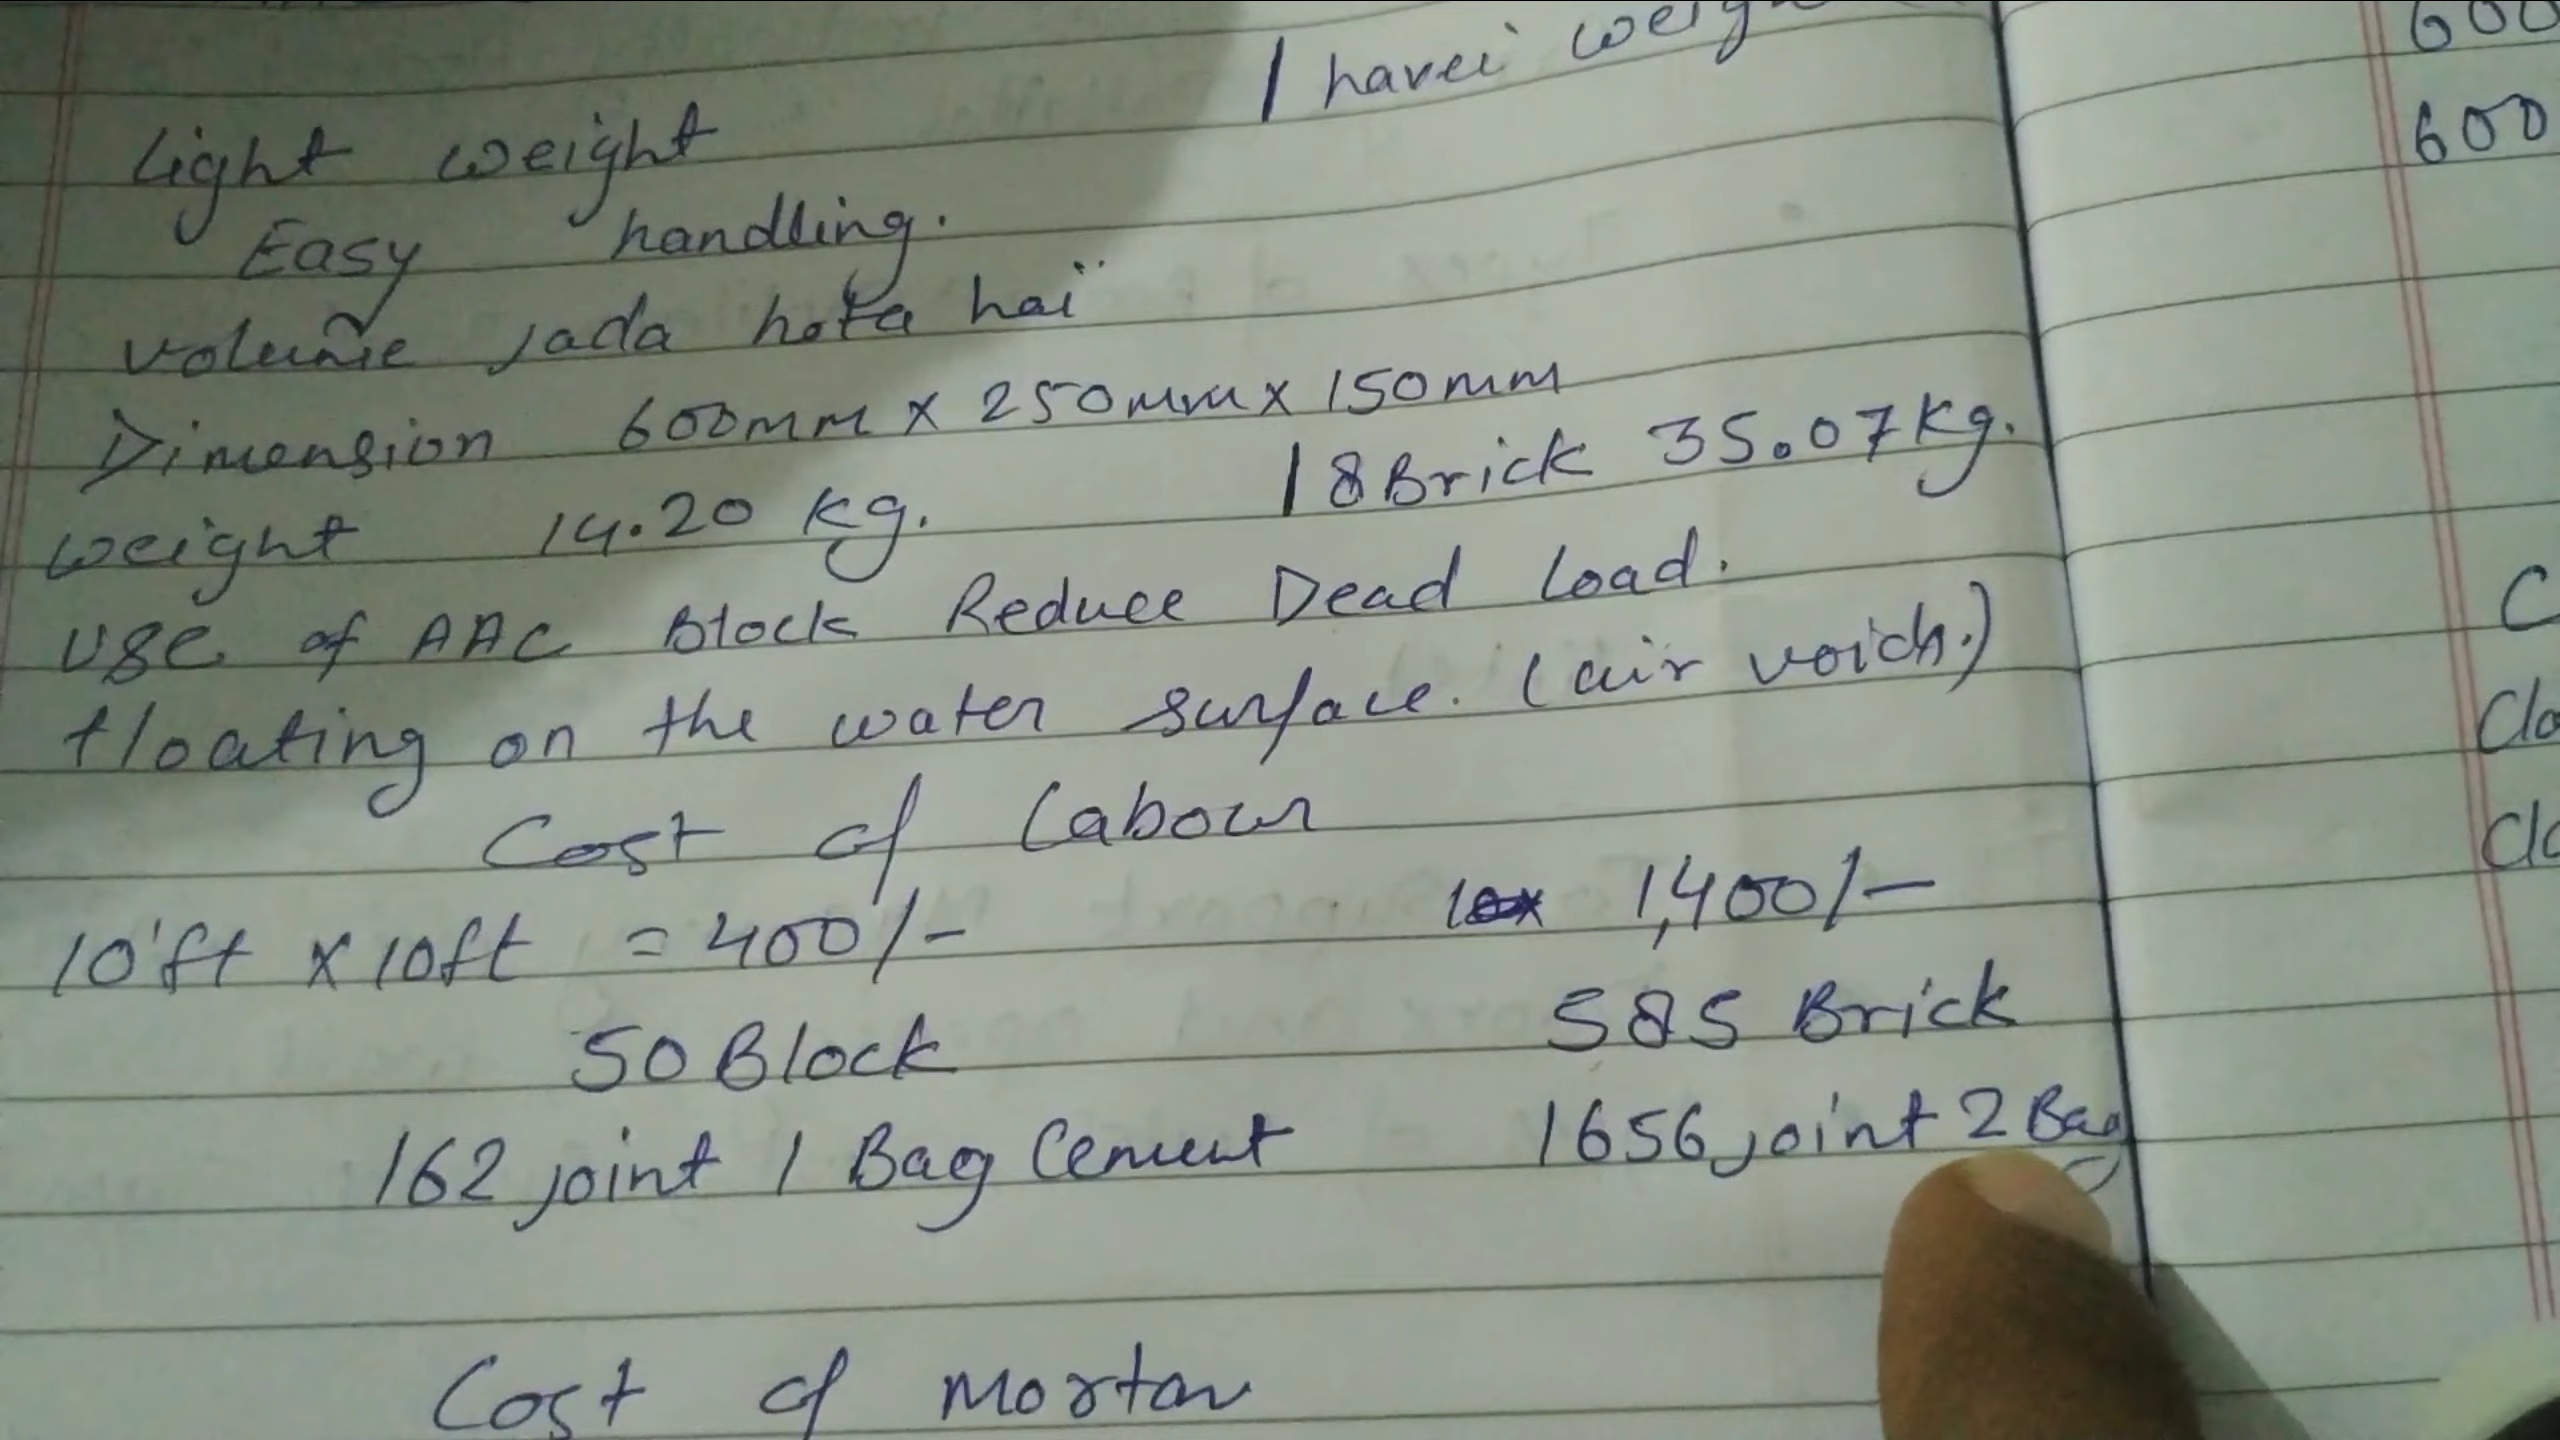 / havei
light weight
Easy handling.
volume jada hota hai
Dimension 600mm x 250mm x 150mm
weight 14.20 kg. / 8 Brick 35.07 kg.
use of AAC Block Reduce Dead load.
floating on the water surface. (air voids.)
Cost of labour
10'ft x 10ft = 400/- 1,400/-
50 Block 585 Brick
162 joint 1 Bag Cement 1656 joint 2 Bag
Cost of Mortar
600
600